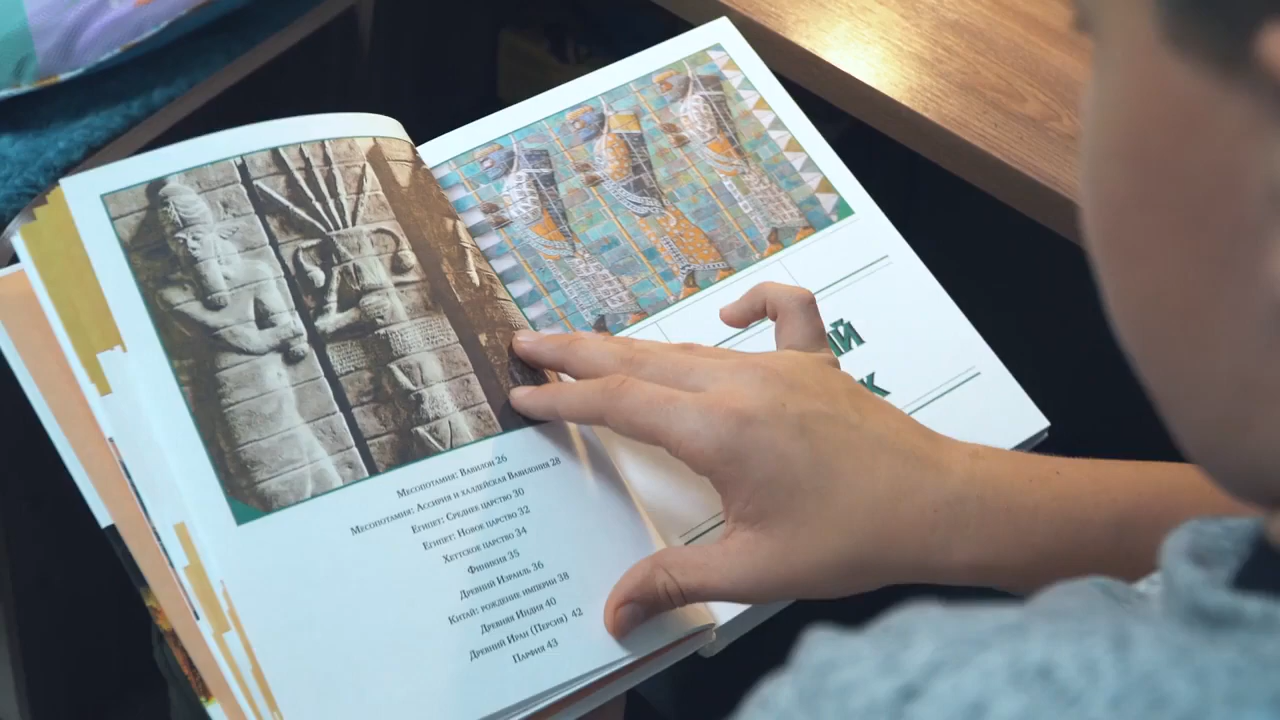 Месопотамия: Вавилон 26
Месопотамия: Ассирия и халдейская Вавилония 28
Египет: Среднее царство 30
Египет: Новое царство 32
Хеттское царство 34
Финикия 35
Древний Израиль 36
Китай: рождение империи 38
Древняя Индия 40
Древний Иран (Персия) 42
Парфия 43